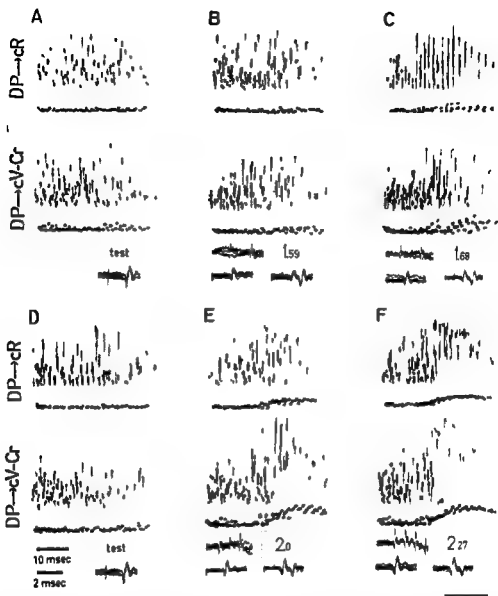 A B C
DP→cR
DP→cV-Cr
test 1.59 1.68
D E F
DP→cR
DP→cV-Cr
10 msec test 2.0 2.27
2 msec